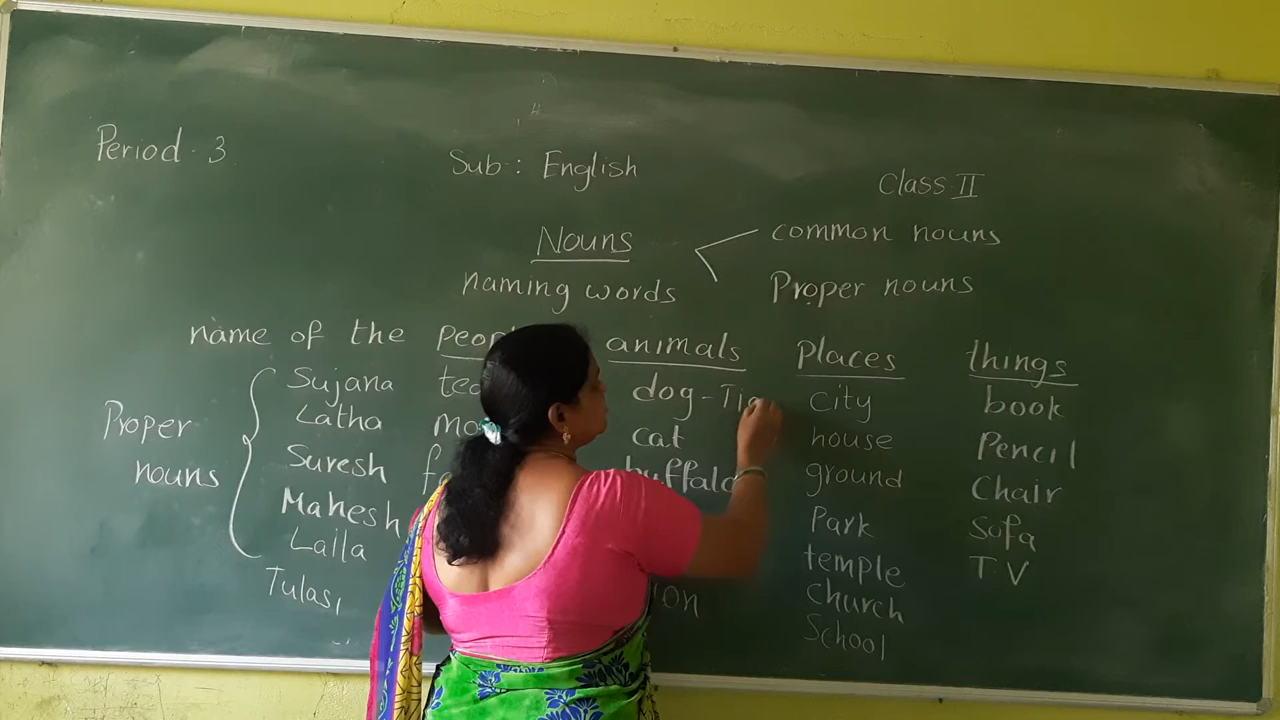 Period - 3
Sub-: English
Class-II
Nouns
common nouns
naming words
Proper nouns
name of the animals Places things
Sujana dog - city book
Latha cat house Pencil
Proper
nouns
Suresh ground Chair
Mahesh Park Sofa
Laila temple TV
Tulasi Church
School